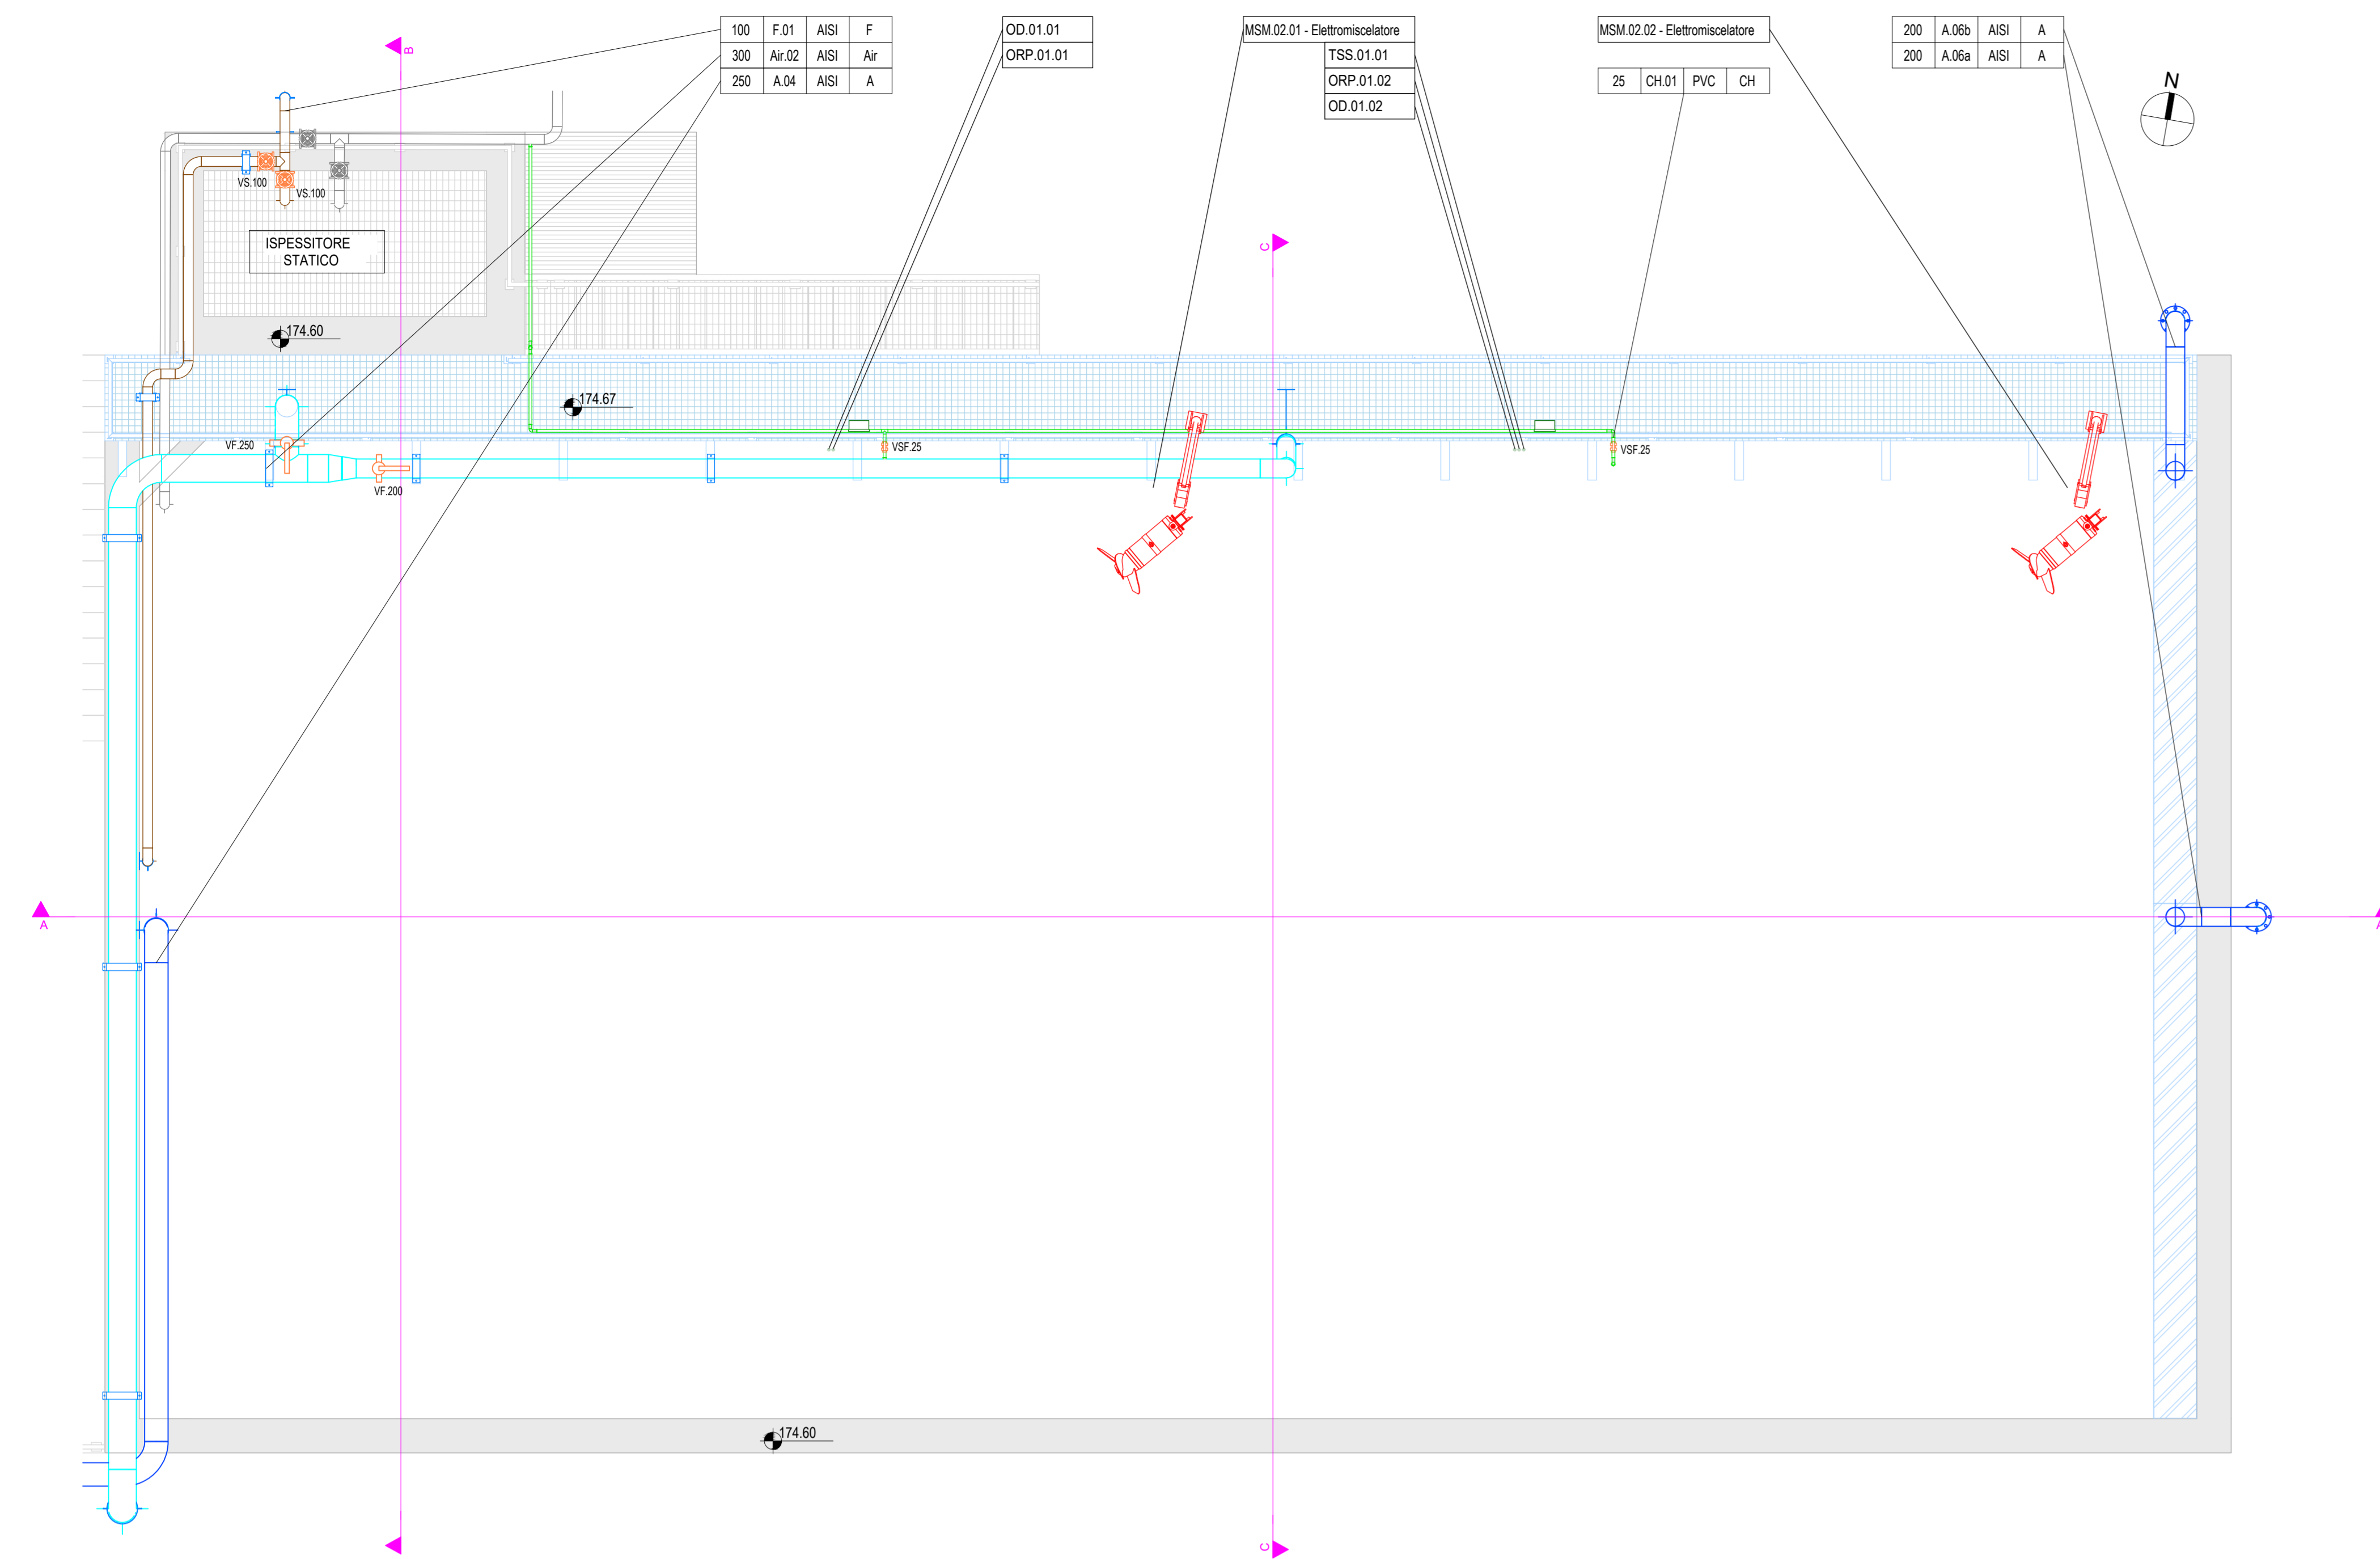 100 F.01 AISI F
300 Air.02 AISI Air
250 A.04 AISI A
OD.01.01
ORP.01.01
MSM.02.01 - Elettromiscelatore
TSS.01.01
ORP.01.02
OD.01.02
MSM.02.02 - Elettromiscelatore
25 CH.01 PVC CH
200 A.06b AISI A
200 A.06a AISI A
N
B
VS.100
VS.100
ISPESSITORE
STATICO
C
174.60
174.67
VF.250
VF.200
VSF.25
VSF.25
A
174.60
C